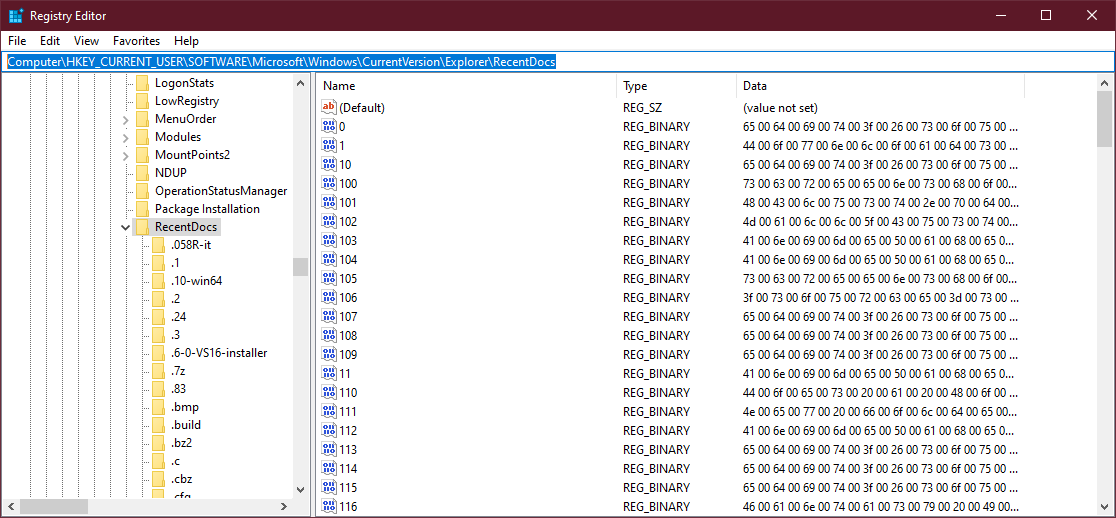 Registry Editor
File Edit View Favorites Help
Computer\HKEY_CURRENT_USER\SOFTWARE\Microsoft\Windows\CurrentVersion\Explorer\RecentDocs
LogonStats
LowRegistry
MenuOrder
Modules
MountPoints2
NDUP
OperationStatusManager
Package Installation
RecentDocs
.058R-it
.1
.10-win64
.2
.24
.3
.6-0-VS16-installer
.7z
.83
.bmp
.build
.bz2
.c
.cbz
.cfg
Name Type Data
(Default) REG_SZ (value not set)
0 REG_BINARY 65 00 64 00 69 00 74 00 3f 00 26 00 73 00 6f 00 75 00 ...
1 REG_BINARY 44 00 6f 00 77 00 6e 00 6c 00 6f 00 61 00 64 00 73 00 ...
10 REG_BINARY 65 00 64 00 69 00 74 00 3f 00 26 00 73 00 6f 00 75 00 ...
100 REG_BINARY 73 00 63 00 72 00 65 00 65 00 6e 00 73 00 68 00 6f 00...
101 REG_BINARY 48 00 43 00 6c 00 75 00 73 00 74 00 2e 00 70 00 64 00...
102 REG_BINARY 4d 00 61 00 6c 00 6c 00 5f 00 43 00 75 00 73 00 74 00...
103 REG_BINARY 41 00 6e 00 69 00 6d 00 65 00 50 00 61 00 68 00 65 0...
104 REG_BINARY 41 00 6e 00 69 00 6d 00 65 00 50 00 61 00 68 00 65 0...
105 REG_BINARY 73 00 63 00 72 00 65 00 65 00 6e 00 73 00 68 00 6f 00...
106 REG_BINARY 3f 00 73 00 6f 00 75 00 72 00 63 00 65 00 3d 00 73 00 ...
107 REG_BINARY 65 00 64 00 69 00 74 00 3f 00 26 00 73 00 6f 00 75 00 ...
108 REG_BINARY 65 00 64 00 69 00 74 00 3f 00 26 00 73 00 6f 00 75 00 ...
109 REG_BINARY 65 00 64 00 69 00 74 00 3f 00 26 00 73 00 6f 00 75 00 ...
11 REG_BINARY 41 00 6e 00 69 00 6d 00 65 00 50 00 61 00 68 00 65 0...
110 REG_BINARY 44 00 6f 00 65 00 73 00 20 00 61 00 20 00 48 00 6f 00 ...
111 REG_BINARY 4e 00 65 00 77 00 20 00 66 00 6f 00 6c 00 64 00 65 00...
112 REG_BINARY 41 00 6e 00 69 00 6d 00 65 00 50 00 61 00 68 00 65 0...
113 REG_BINARY 65 00 64 00 69 00 74 00 3f 00 26 00 73 00 6f 00 75 00 ...
114 REG_BINARY 65 00 64 00 69 00 74 00 3f 00 26 00 73 00 6f 00 75 00 ...
115 REG_BINARY 65 00 64 00 69 00 74 00 3f 00 26 00 73 00 6f 00 75 00 ...
116 REG_BINARY 46 00 61 00 6e 00 74 00 61 00 73 00 79 00 20 00 49 00...